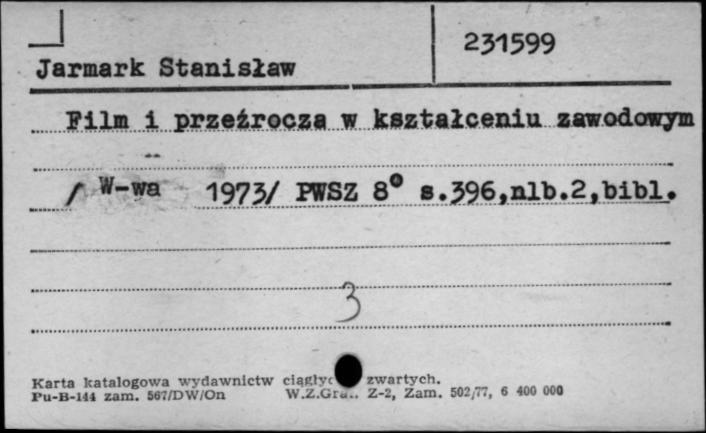 231599
Jarmark Stanisław
Film i przeźrocza w kształceniu zawodowym
/ W-wa 1973/ PWSZ 8° s.396,nlb.2,bibl.
3
Karta katalogowa wydawnictw zwartych.
Pu-B-144 zam. 567/DW/On W.Z.Gra.. Z-2, Zam. 502/77, 6 400 000